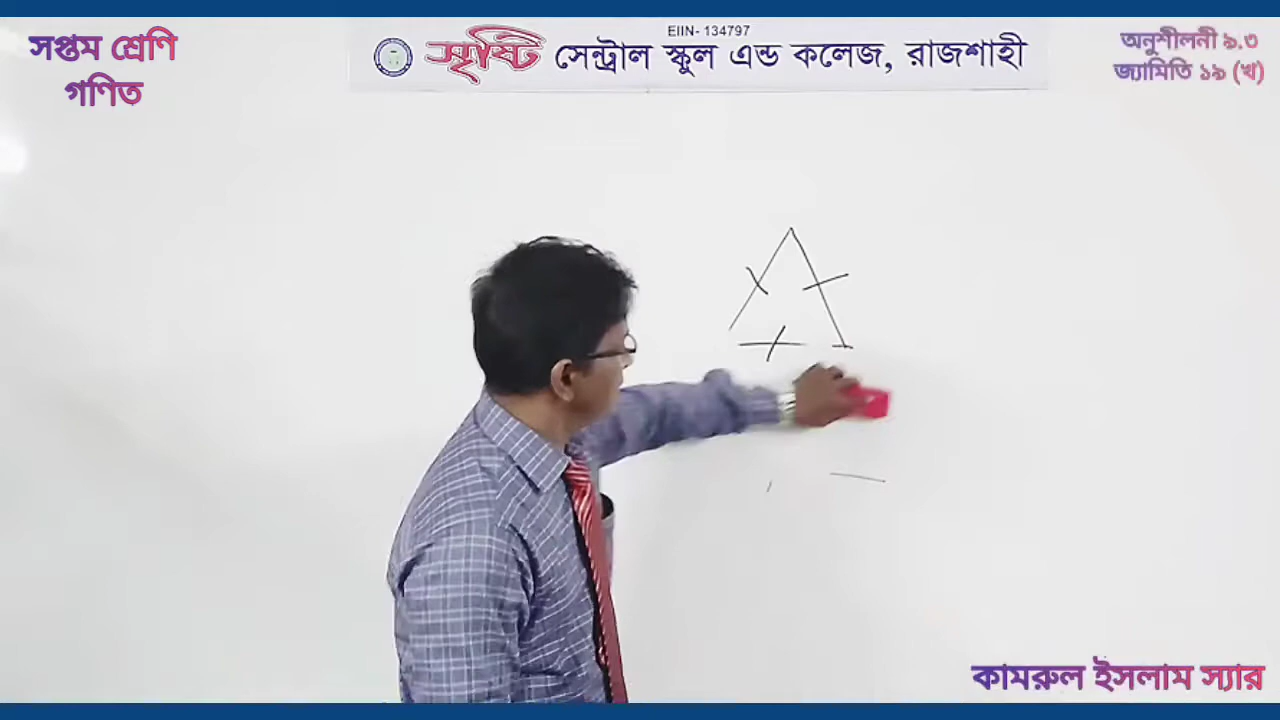 সপ্তম শ্রেণি
গণিত
EIIN- 134797
সৃষ্টি সেন্ট্রাল স্কুল এন্ড কলেজ, রাজশাহী
অনুশীলনী ৯.৩
জ্যামিতি ১৯ (খ)
কামরুল ইসলাম স্যার